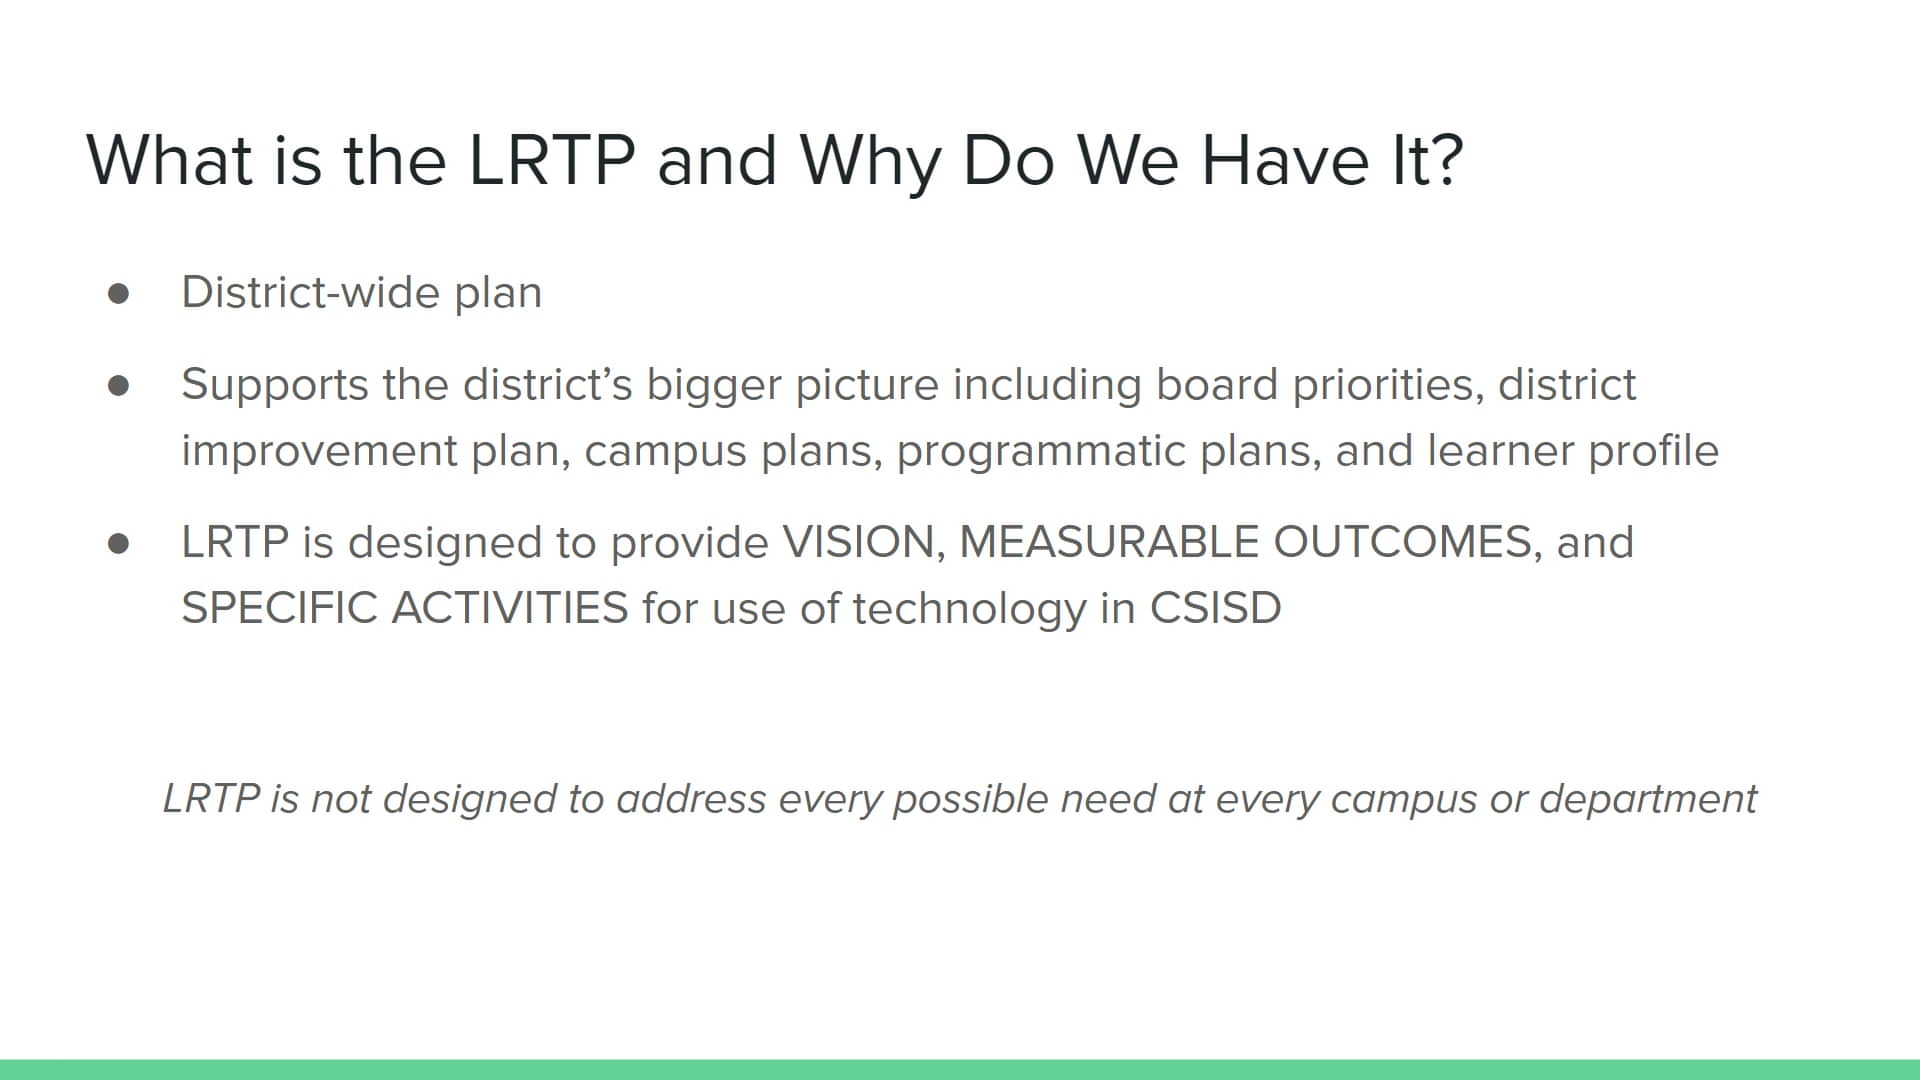 What is the LRTP and Why Do We Have It?
● District-wide plan
● Supports the district’s bigger picture including board priorities, district
improvement plan, campus plans, programmatic plans, and learner profile
● LRTP is designed to provide VISION, MEASURABLE OUTCOMES, and
SPECIFIC ACTIVITIES for use of technology in CSISD
LRTP is not designed to address every possible need at every campus or department